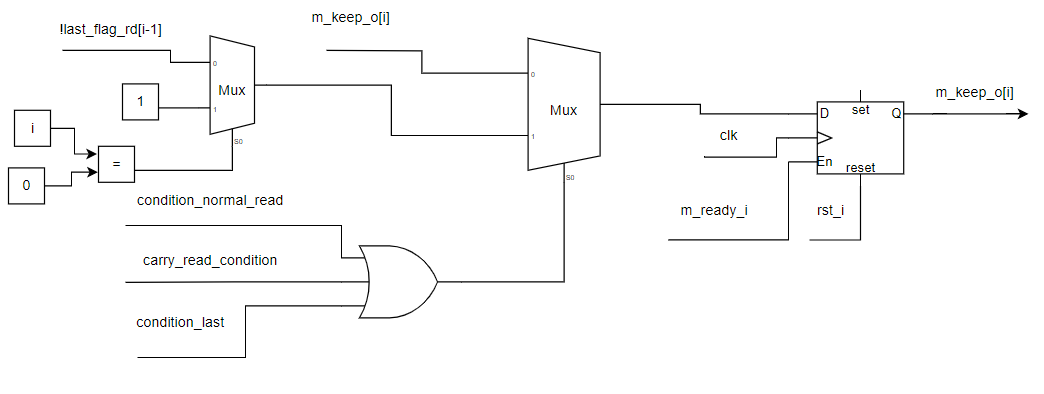 !last_flag_rd[i-1]
m_keep_o[i]
0
Mux
1
1
S0
i
=
0
0
Mux
1
S0
m_keep_o[i]
D
set
Q
clk
En
reset
m_ready_i
rst_i
condition_normal_read
carry_read_condition
condition_last